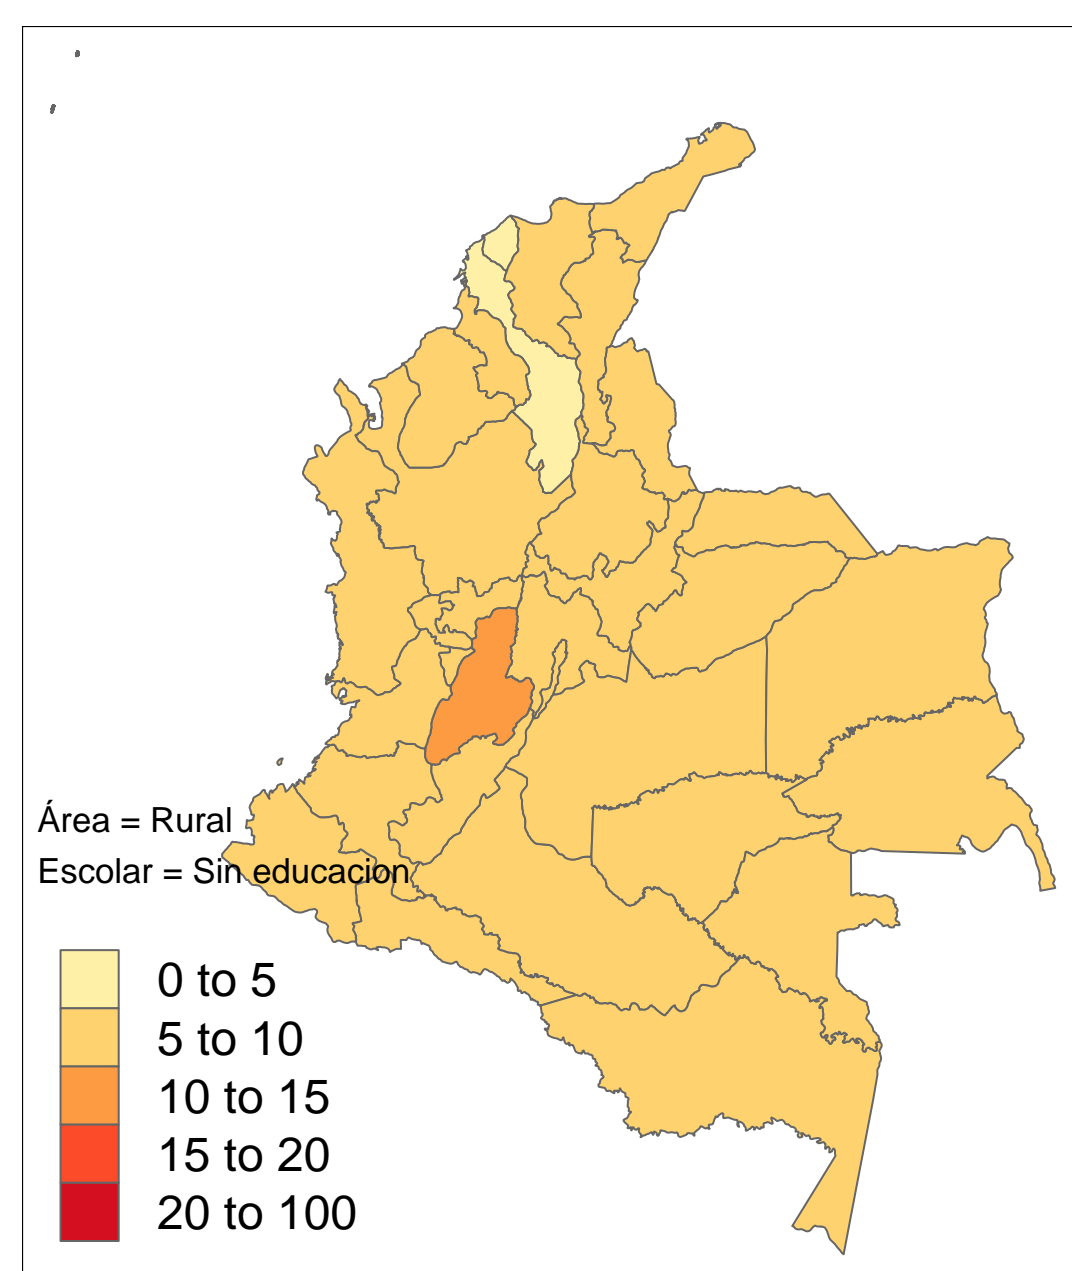 Área = Rural
Escolar = Sin educacion
0 to 5
5 to 10
10 to 15
15 to 20
20 to 100